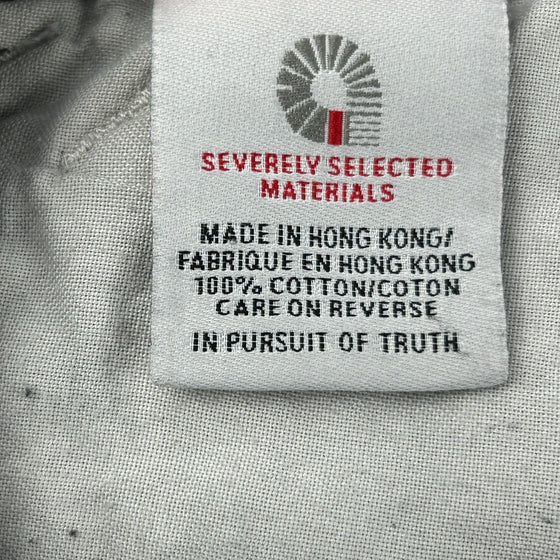 SEVERELY SELECTED
MATERIALS
MADE IN HONG KONG/
FABRIQUE EN HONG KONG
100% COTTON/COTON
CARE ON REVERSE
IN PURSUIT OF TRUTH